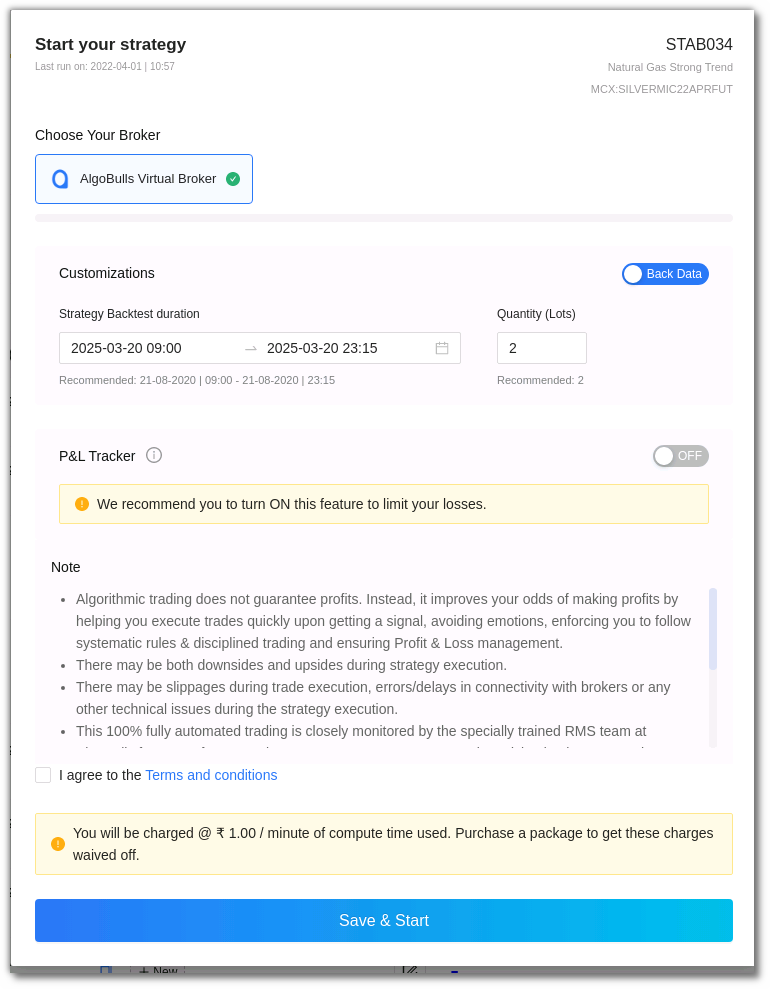 Start your strategy
STAB034
Last run on: 2022-04-01 | 10:57
Natural Gas Strong Trend
MCX:SILVERMIC22APRFUT
Choose Your Broker
AlgoBulls Virtual Broker
Customizations
Back Data
Strategy Backtest duration
Quantity (Lots)
2025-03-20 09:00
2025-03-20 23:15
2
Recommended: 21-08-2020 | 09:00 - 21-08-2020 | 23:15
Recommended: 2
P&L Tracker
OFF
We recommend you to turn ON this feature to limit your losses.
Note
• Algorithmic trading does not guarantee profits. Instead, it improves your odds of making profits by
helping you execute trades quickly upon getting a signal, avoiding emotions, enforcing you to follow
systematic rules & disciplined trading and ensuring Profit & Loss management.
• There may be both downsides and upsides during strategy execution.
• There may be slippages during trade execution, errors/delays in connectivity with brokers or any
other technical issues during the strategy execution.
• This 100% fully automated trading is closely monitored by the specially trained RMS team at
I agree to the Terms and conditions
You will be charged @ ₹ 1.00 / minute of compute time used. Purchase a package to get these charges
waived off.
Save & Start
+ New